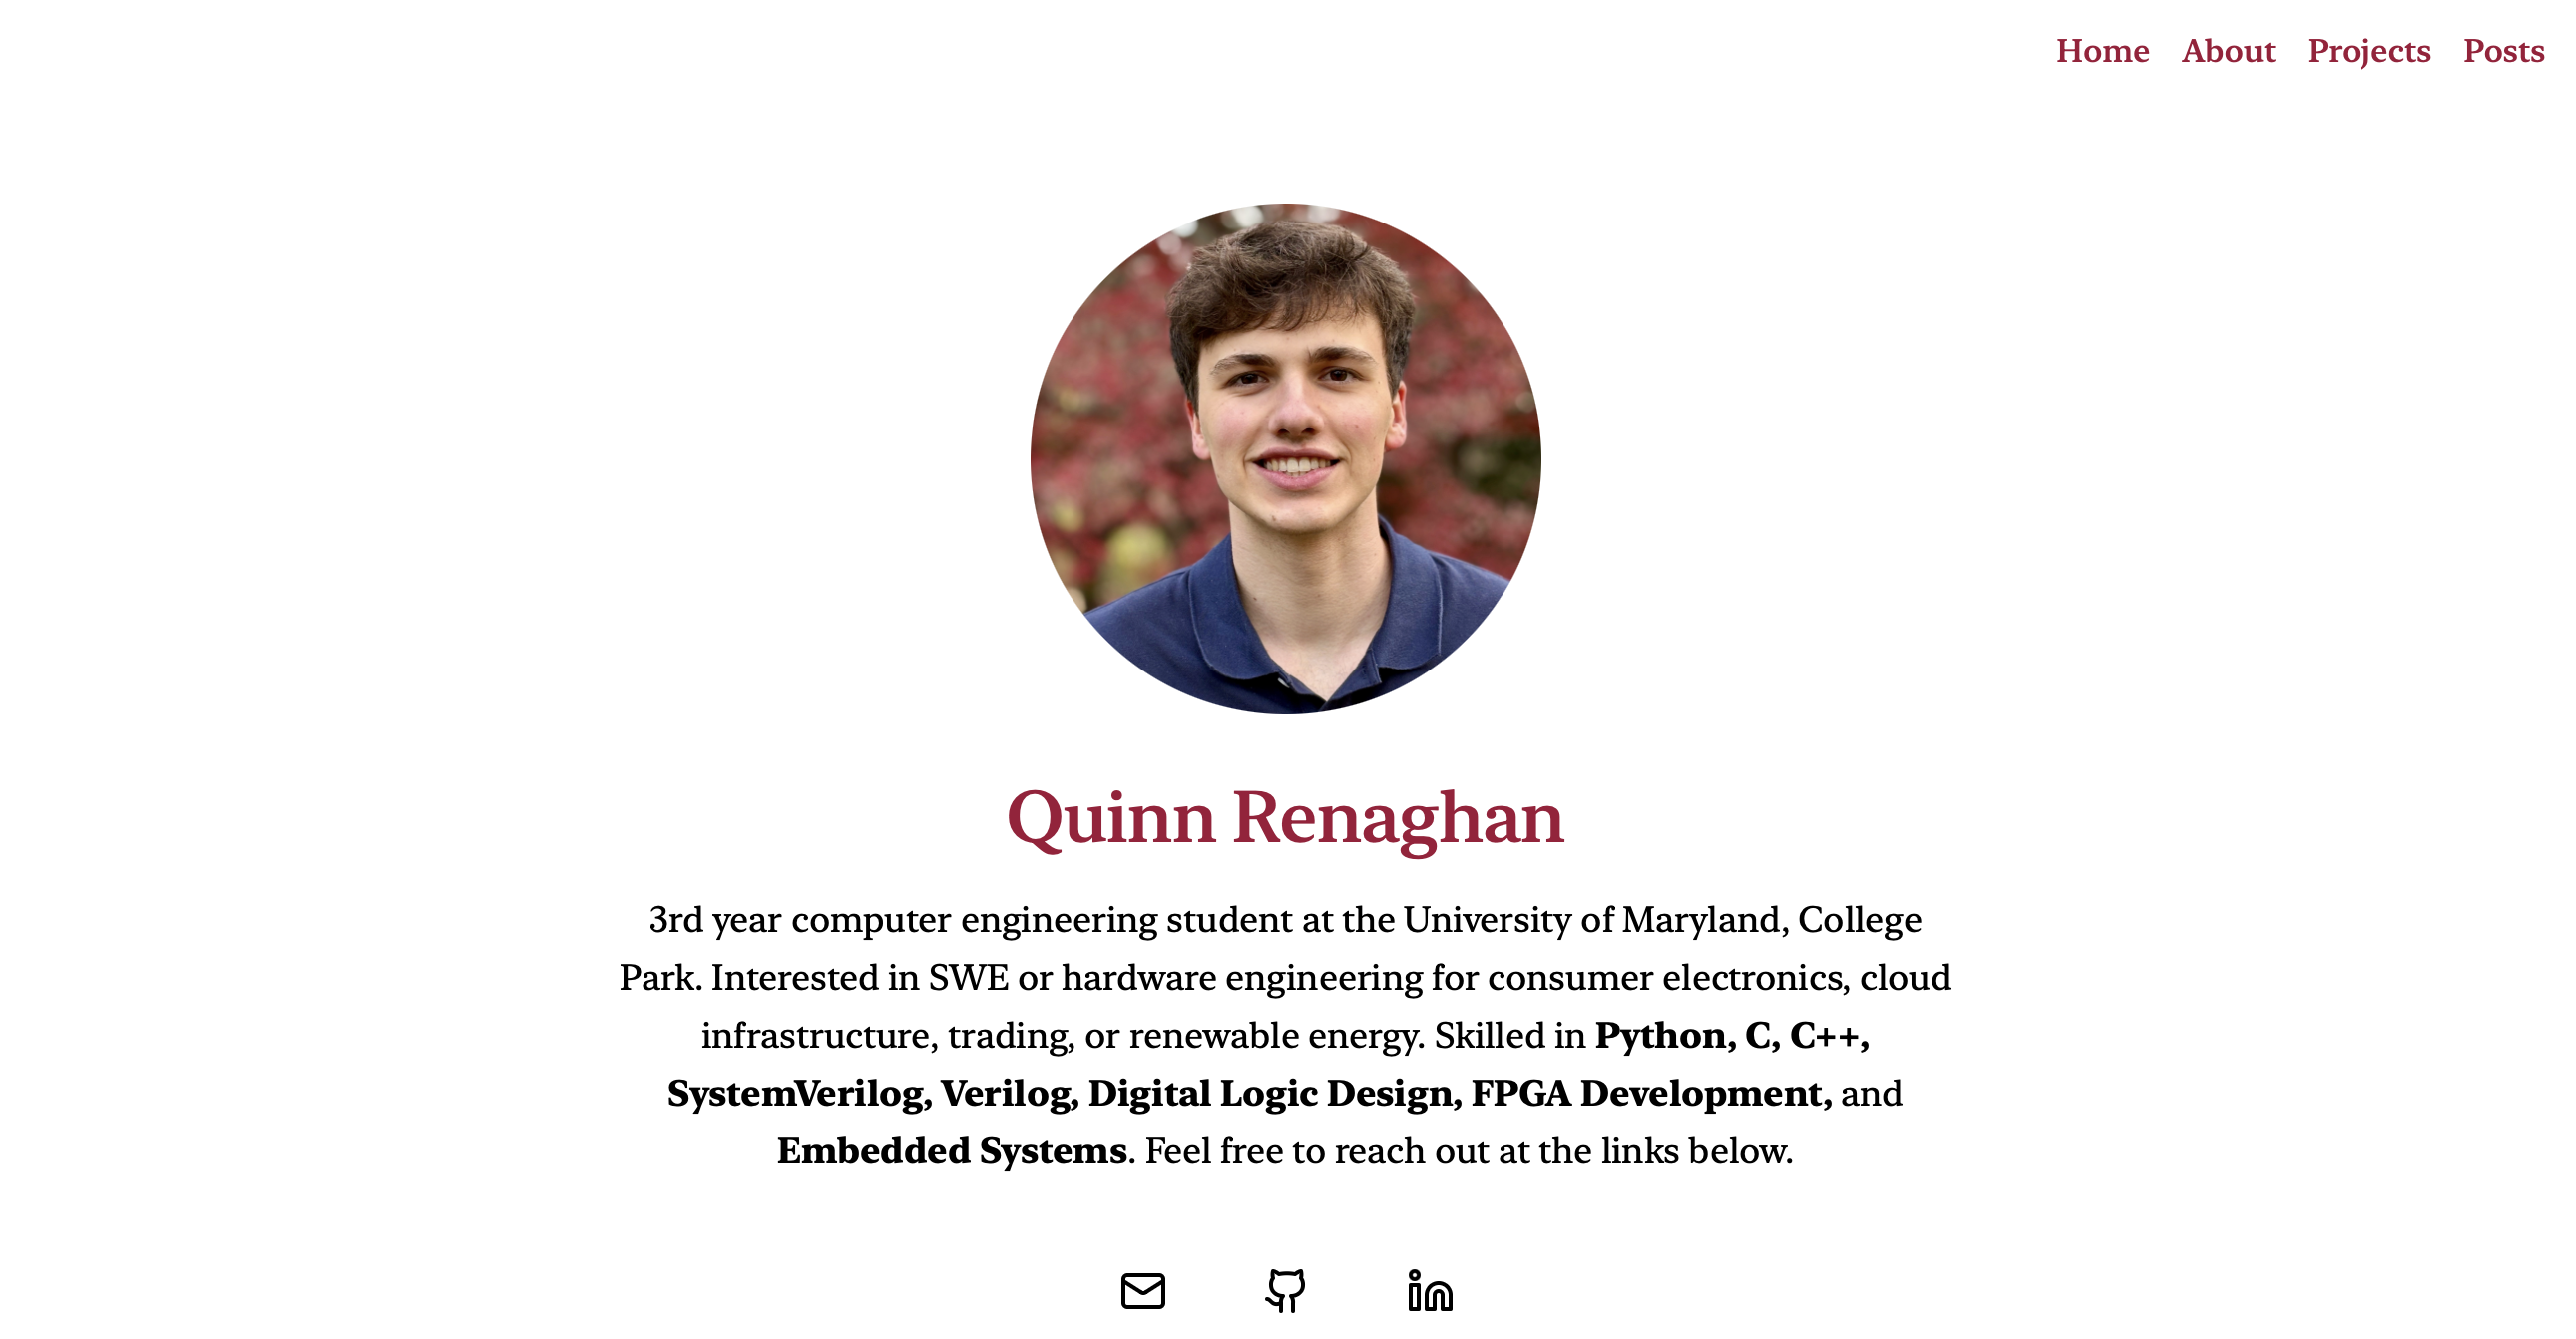 Home About Projects Posts
Quinn Renaghan
3rd year computer engineering student at the University of Maryland, College
Park. Interested in SWE or hardware engineering for consumer electronics, cloud
infrastructure, trading, or renewable energy. Skilled in Python, C, C++,
SystemVerilog, Verilog, Digital Logic Design, FPGA Development, and
Embedded Systems. Feel free to reach out at the links below.